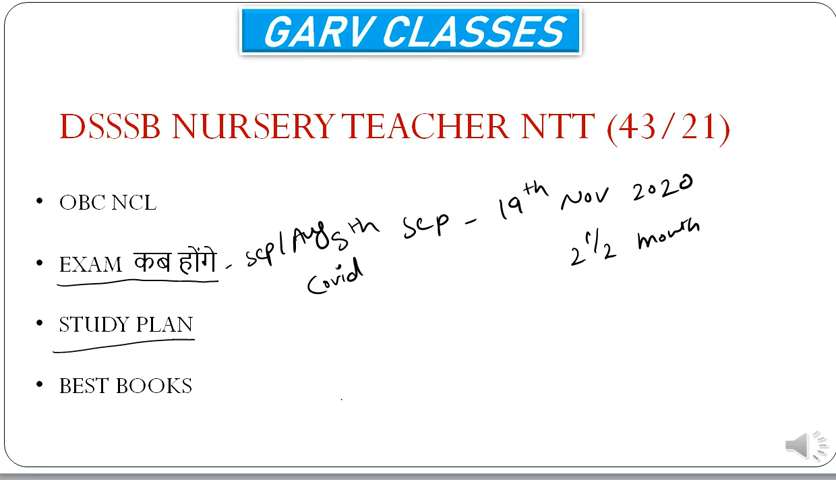 GARV CLASSES
DSSSB NURSERY TEACHER NTT (43/21)
• OBC NCL
• EXAM कब होंगे - Sep/Aug 5th Sep - 19th Nov 2020
Covid 2 1/2 month
• STUDY PLAN
• BEST BOOKS